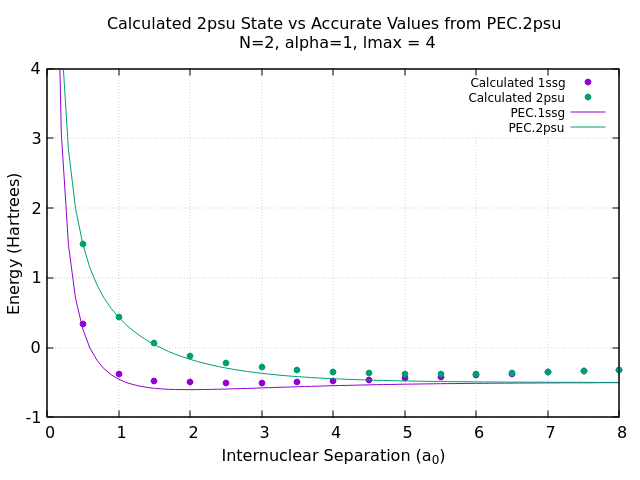 Calculated 2psu State vs Accurate Values from PEC.2psu
N=2, alpha=1, lmax = 4
Calculated 1ssg
Calculated 2psu
PEC.1ssg
PEC.2psu
Energy (Hartrees)
4
3
2
1
0
-1
0 1 2 3 4 5 6 7 8
Internuclear Separation (a₀)